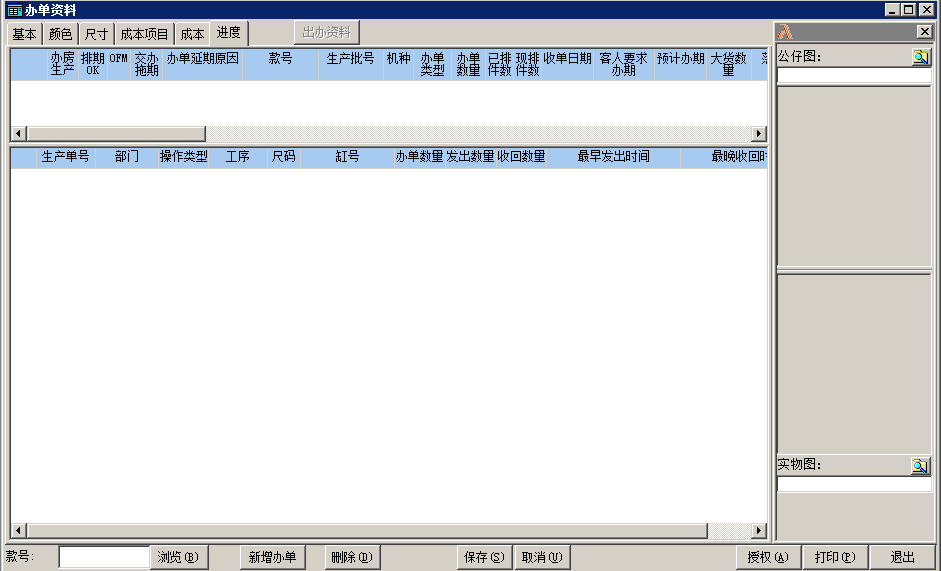 办单资料
基本 颜色 尺寸 成本项目 成本 进度 出办资料
办房生产 排期OK OFM 交办拖期 办单延期原因 款号 生产批号 机种 办单类型 办单数量 已排件数 现排件数 收单日期 客人要求办期 预计办期 大货数量
生产单号 部门 操作类型 工序 尺码 缸号 办单数量 发出数量 收回数量 最早发出时间 最晚收回时
公仔图:
实物图:
款号: 浏览(B) 新增办单 删除(D) 保存(S) 取消(U) 授权(A) 打印(P) 退出